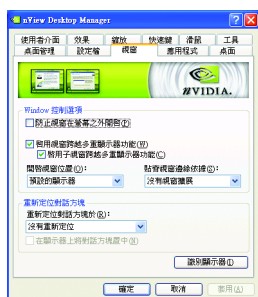 nView Desktop Manager
使用者介面 效果 縮放 快速鍵 滑鼠 工具
桌面管理 設定檔 視窗 應用程式 桌面
NVIDIA.
Window 控制選項
防止視窗在螢幕之外開啓(P)
啓用視窗跨越多重顯示器功能(W)
啓用子視窗跨越多重顯示器功能(C)
開啓視窗位置(O): 黏管視窗邊緣依據(S):
預設的顯示器 沒有視窗擴展
重新定位對話方塊
重新定位對話方塊於(R):
沒有重新定位
在顯示器上將對話方塊置中(N)
識別顯示器(I)
確定 取消 套用(A)